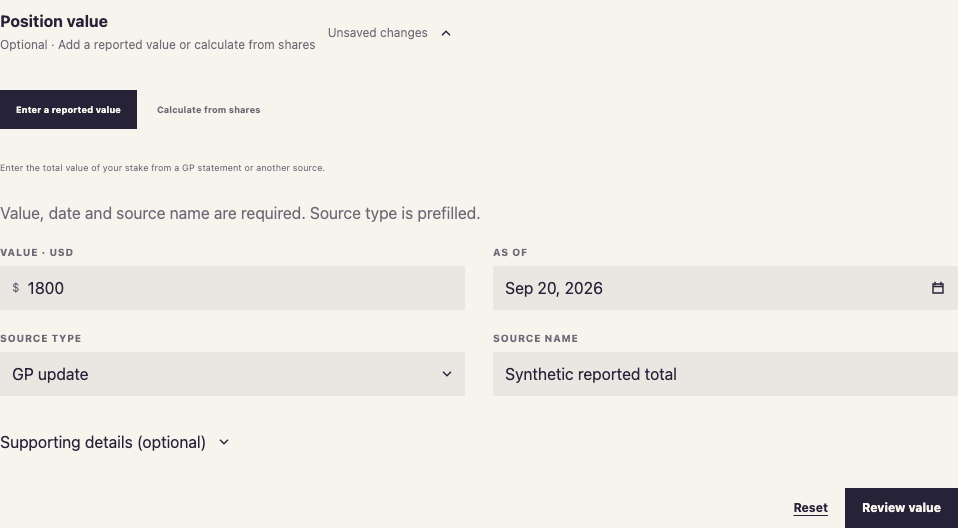 Position value
Optional · Add a reported value or calculate from shares
Unsaved changes
Enter a reported value
Calculate from shares
Enter the total value of your stake from a GP statement or another source.
Value, date and source name are required. Source type is prefilled.
VALUE · USD
AS OF
$ 1800
Sep 20, 2026
SOURCE TYPE
SOURCE NAME
GP update
Synthetic reported total
Supporting details (optional)
Reset
Review value